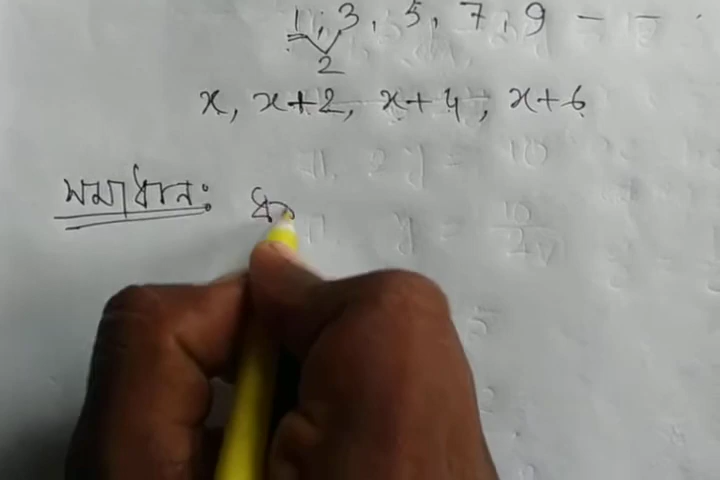 1, 3, 5, 7, 9 - -
2
x, x+2, x+4, x+6
সমাধান: ধ